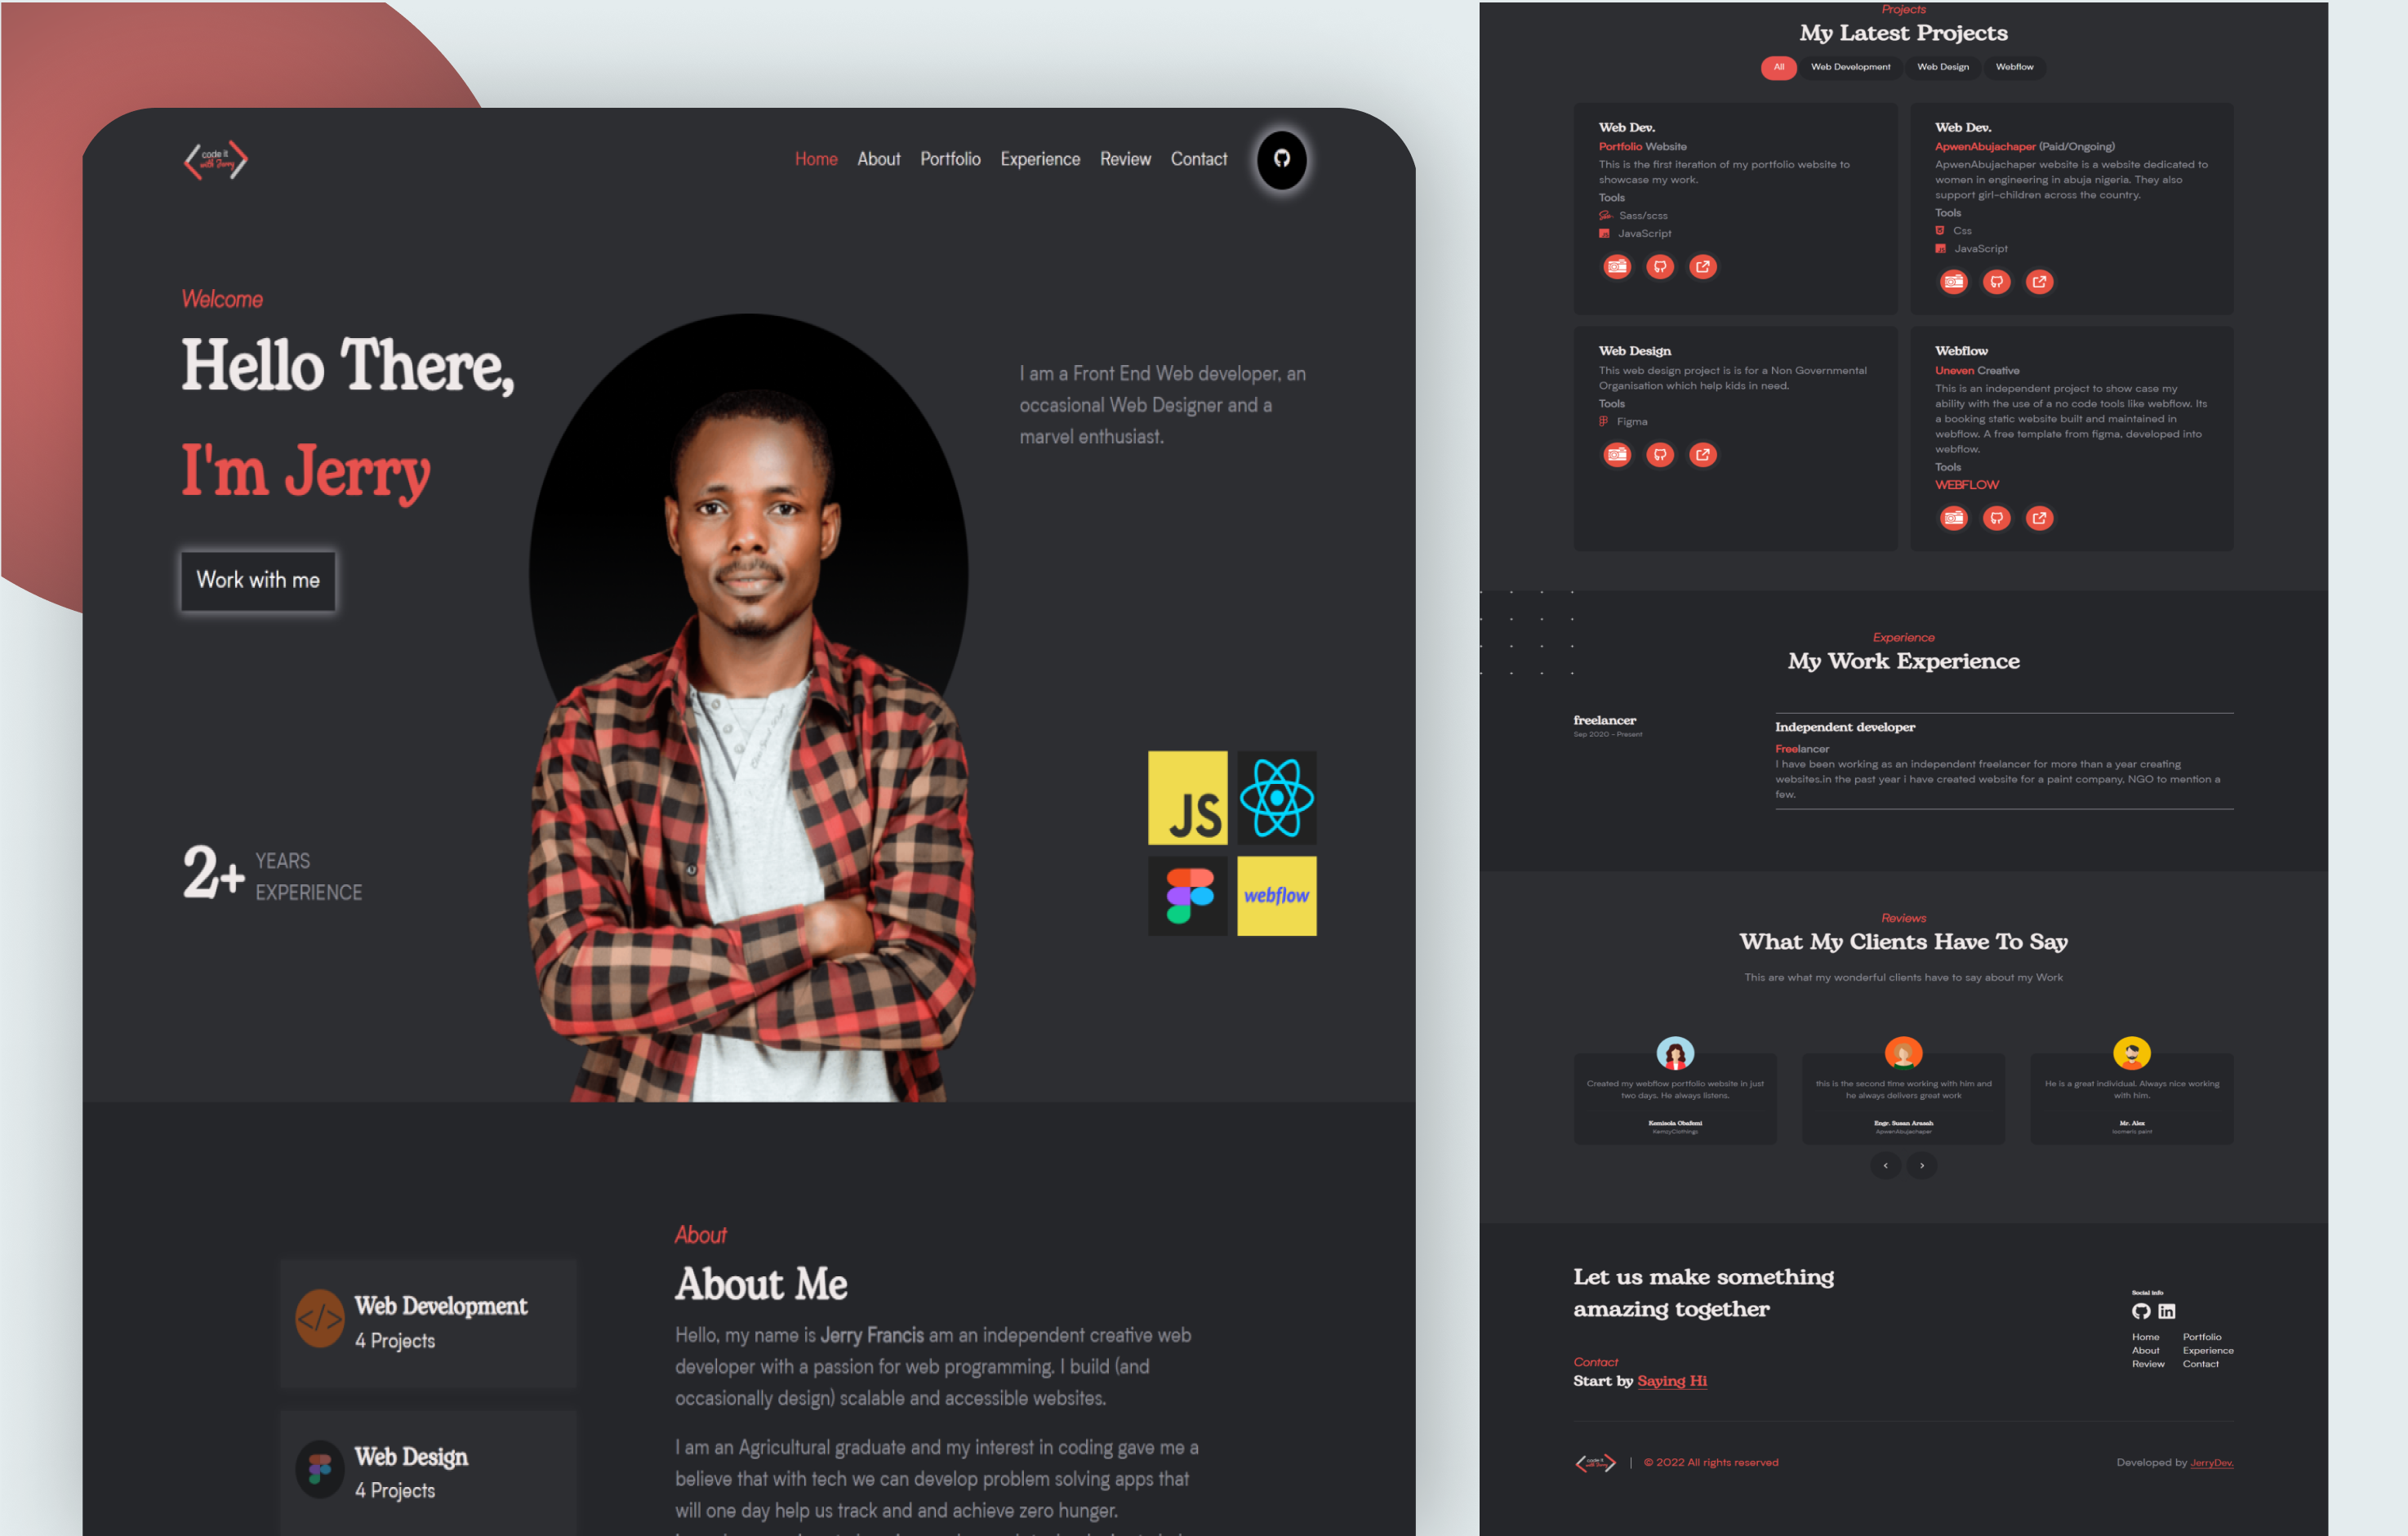 code it
with Jerry
Home About Portfolio Experience Review Contact
Welcome
Hello There,
I'm Jerry
Work with me
I am a Front End Web developer, an
occasional Web Designer and a
marvel enthusiast.
2+ YEARS
EXPERIENCE
JS
webflow
Web Development
4 Projects
Web Design
4 Projects
About
About Me
Hello, my name is Jerry Francis am an independent creative web
developer with a passion for web programming. I build (and
occasionally design) scalable and accessible websites.
I am an Agricultural graduate and my interest in coding gave me a
believe that with tech we can develop problem solving apps that
will one day help us track and and achieve zero hunger.
Projects
My Latest Projects
All Web Development Web Design Webflow
Web Dev.
Portfolio Website
This is the first iteration of my portfolio website to
showcase my work.
Tools
Sass/scss
JavaScript
Web Dev.
ApwenAbujachaper (Paid/Ongoing)
ApwenAbujachaper website is a website dedicated to
women in engineering in abuja nigeria. They also
support girl-children across the country.
Tools
Css
JavaScript
Web Design
This web design project is is for a Non Governmental
Organisation which help kids in need.
Tools
Figma
Webflow
Uneven Creative
This is an independent project to show case my
ability with the use of a no code tools like webflow. Its
a booking static website built and maintained in
webflow. A free template from figma, developed into
webflow.
Tools
WEBFLOW
Experience
My Work Experience
freelancer
Sep 2020 - Present
Independent developer
Freelancer
I have been working as an independent freelancer for more than a year creating
websites.in the past year i have created website for a paint company, NGO to mention a
few.
Reviews
What My Clients Have To Say
This are what my wonderful clients have to say about my Work
Created my webflow portfolio website in just
two days. He always listens.
Komisola Obafemi
KemzyClothings
this is the second time working with him and
he always delivers great work
Engr. Susan Arasah
ApwenAbujachaper
He is a great individual. Always nice working
with him.
Mr. Alex
Isomeris paint
Let us make something
amazing together
Contact
Start by Saying Hi
Social info
Home Portfolio
About Experience
Review Contact
code it
with Jerry
| © 2022 All rights reserved
Developed by JerryDev.